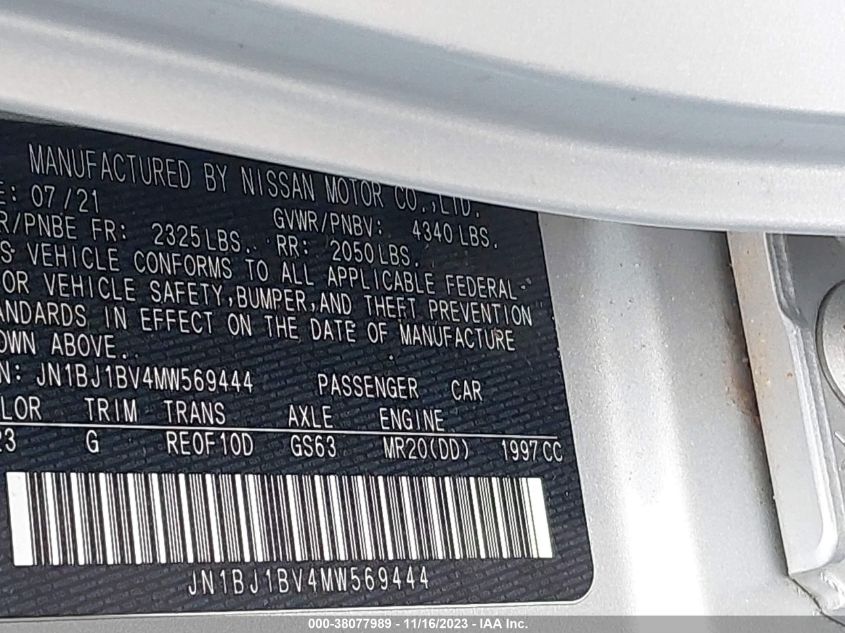 MANUFACTURED BY NISSAN MOTOR CO.,LTD.
E: 07/21 GVWR/PNBV: 4340 LBS.
R/PNBE FR: 2325 LBS.. RR: 2050 LBS.
S VEHICLE CONFORMS TO ALL APPLICABLE FEDERAL
OR VEHICLE SAFETY,BUMPER,AND THEFT PREVENTION
ANDARDS IN EFFECT ON THE DATE OF MANUFACTURE
OWN ABOVE..
N: JN1BJ1BV4MW569444 PASSENGER CAR
LOR TRIM TRANS AXLE ENGINE
23 G RE0F10D GS63 MR20(DD) 1997CC
JN1BJ1BV4MW569444
000-38077989 - 11/16/2023 - IAA Inc.